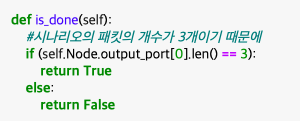 def is_done(self):
    #시나리오의 패킷의 개수가 3개이기 때문에
    if (self.Node.output_port[0].len() == 3):
        return True
    else:
        return False